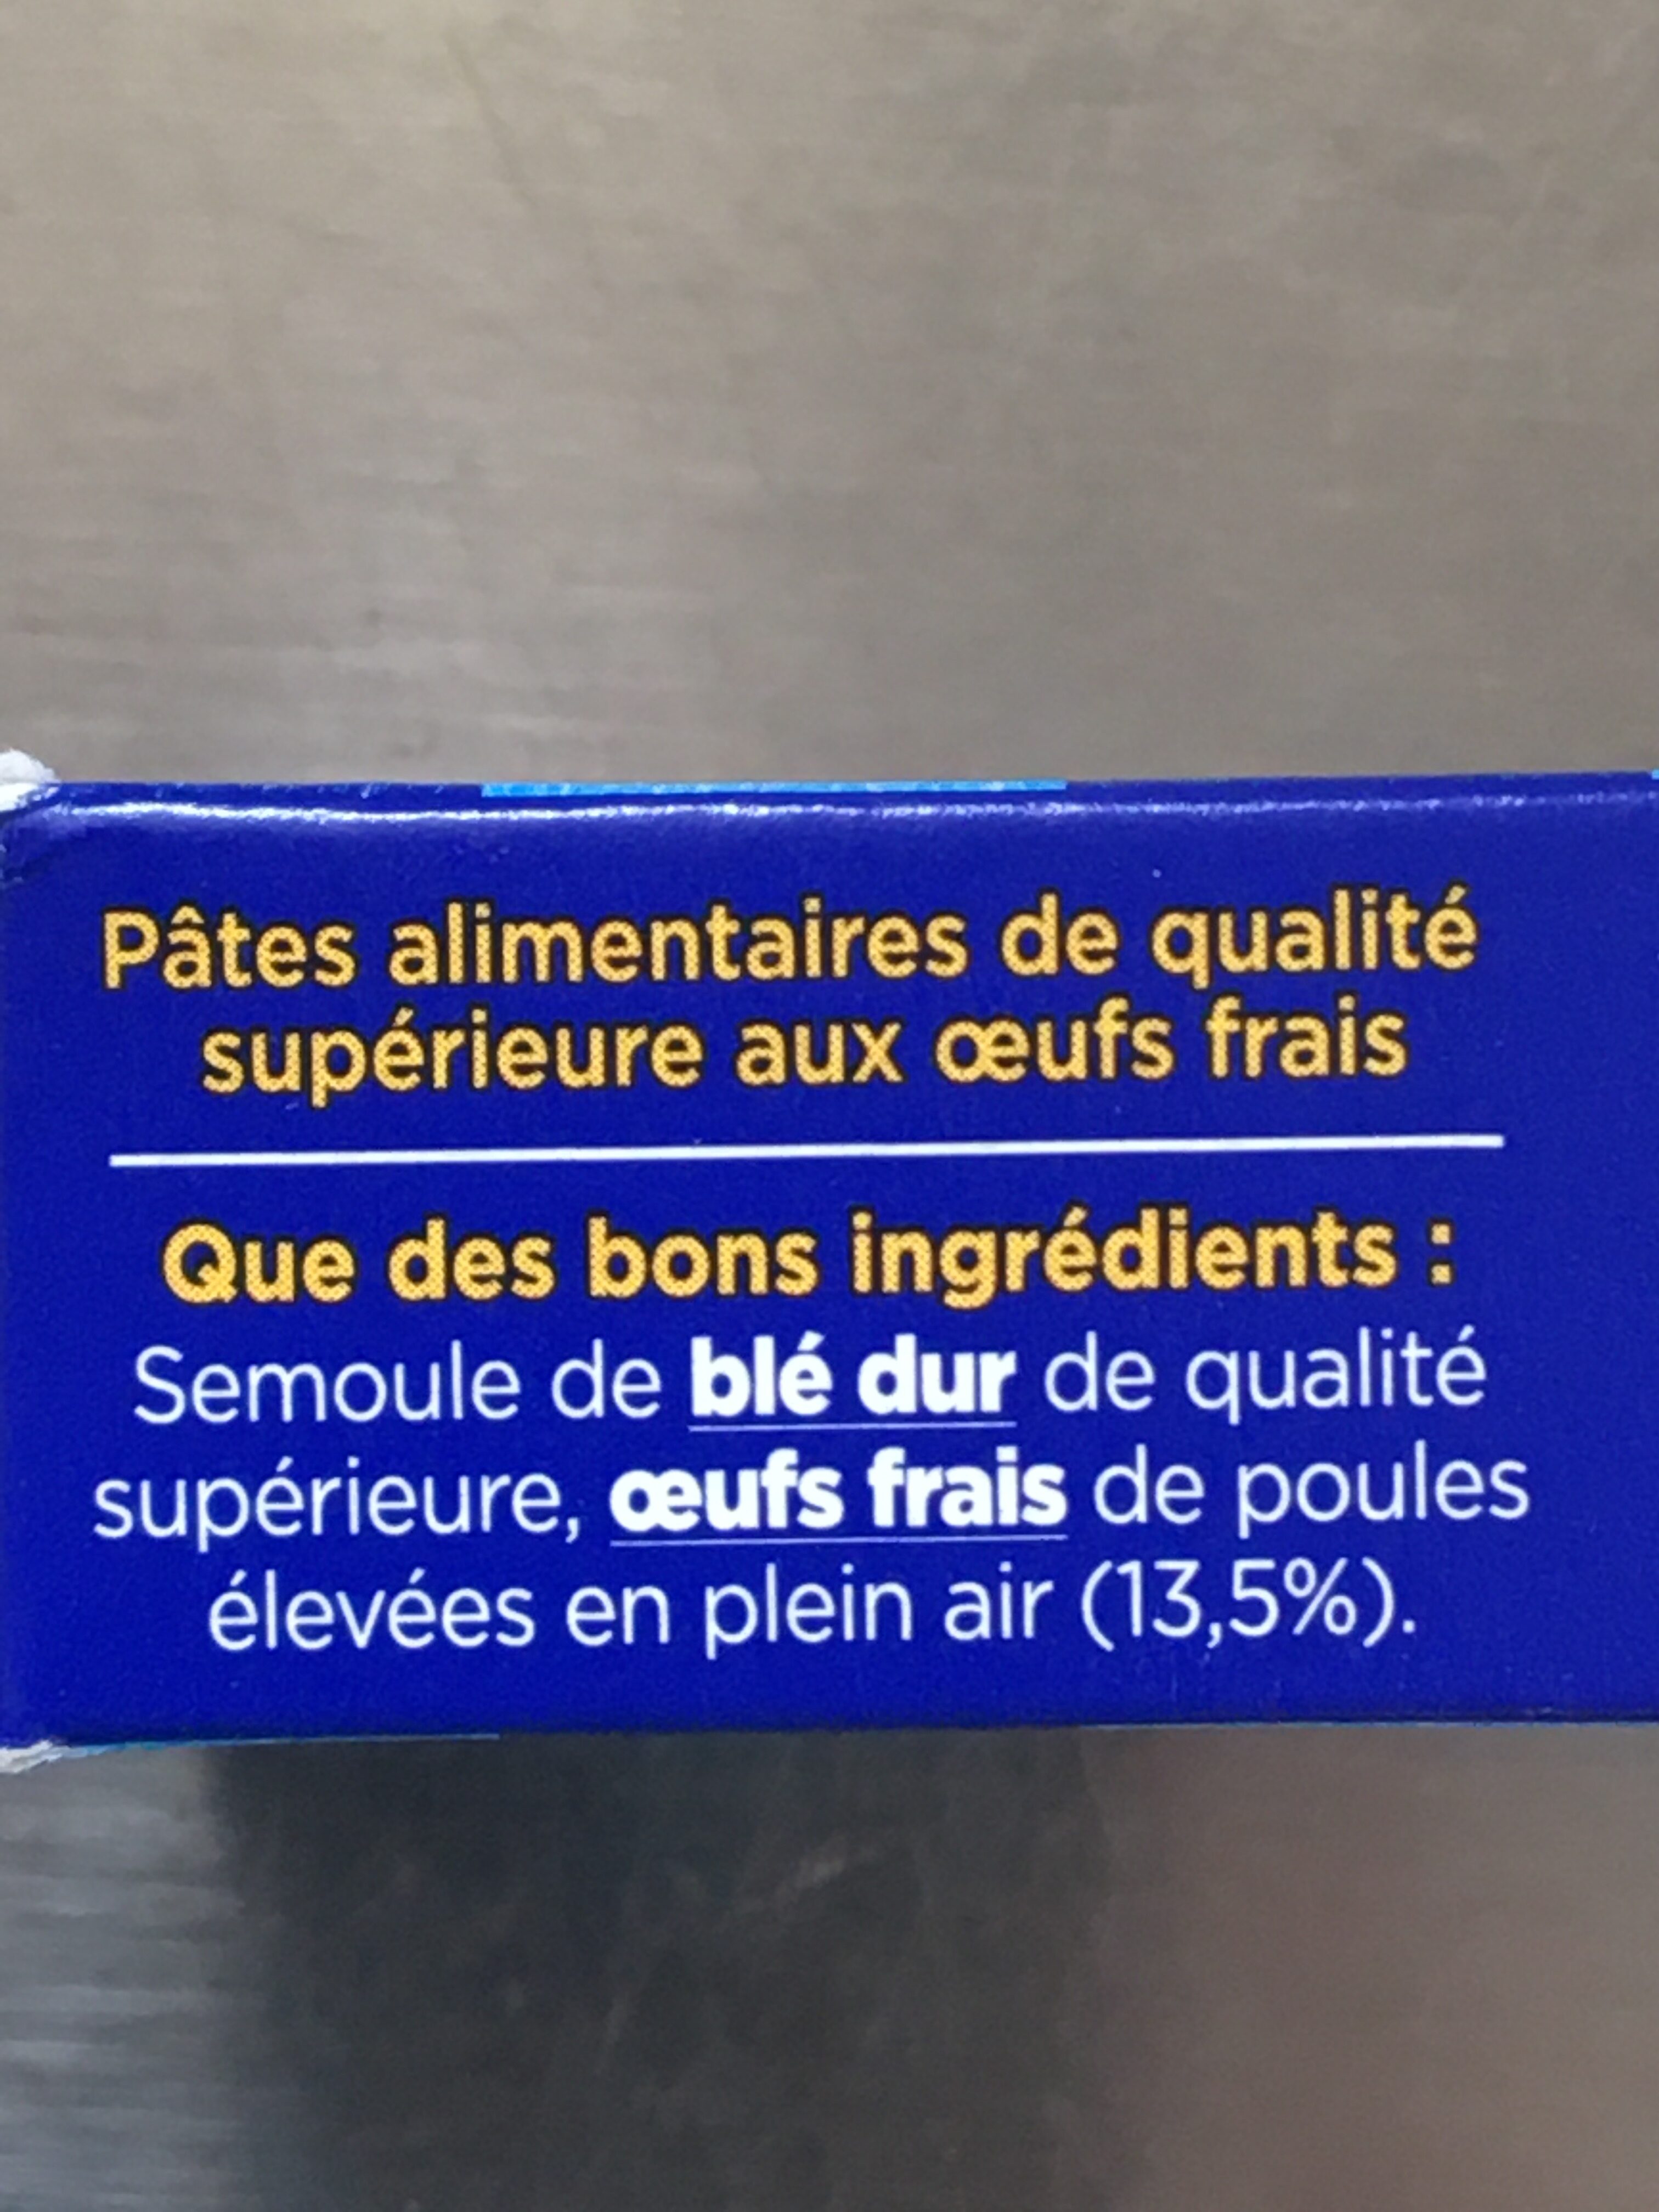 Pâtes alimentaires de qualité
supérieure aux œufs frais
Que des bons ingrédients :
Semoule de blé dur de qualité
supérieure, œufs frais de poules
élevées en plein air (13,5%).